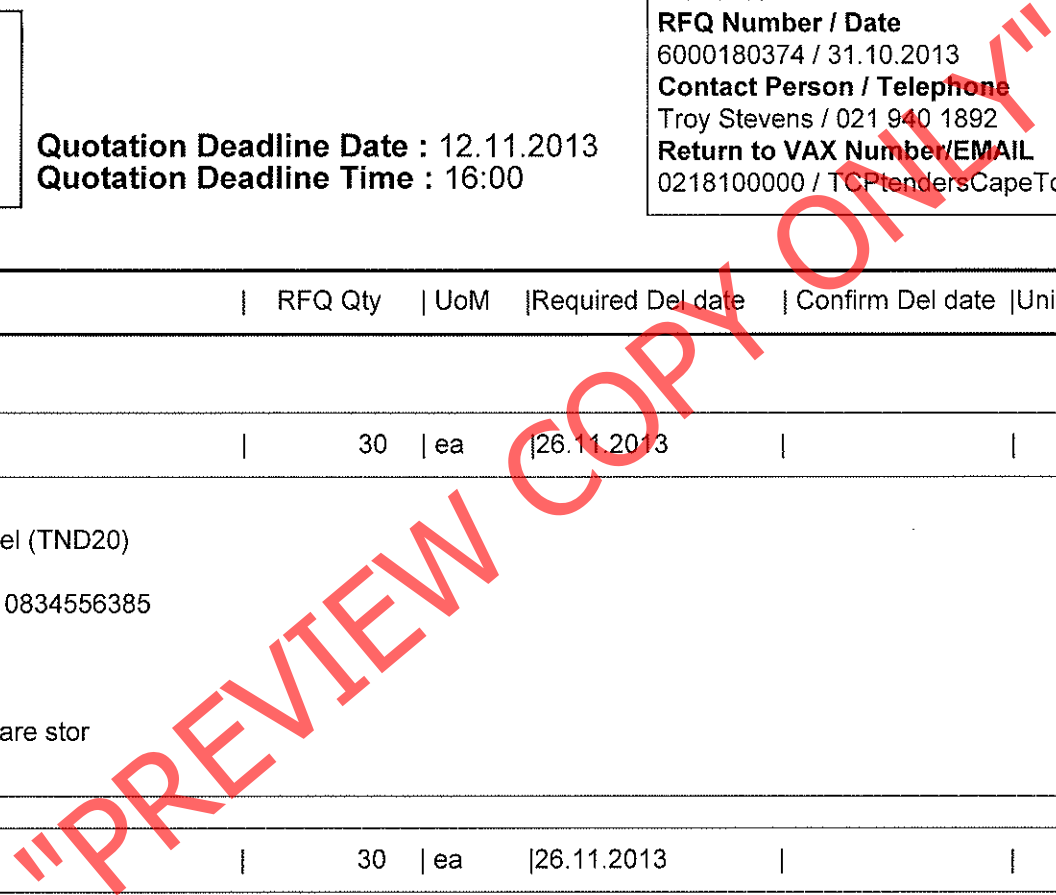 RFQ Number / Date
6000180374 / 31.10.2013
Contact Person / Telephone
Troy Stevens / 021 940 1892
Return to VAX Number/EMAIL
0218100000 / TCPtendersCapeTo
Quotation Deadline Date : 12.11.2013
Quotation Deadline Time : 16:00
| RFQ Qty | UoM |Required Del date | Confirm Del date |Uni
| 30 | ea |26.11.2013 | |
el (TND20)
0834556385
are stor
| 30 | ea |26.11.2013 | |
"PREVIEW COPY ONLY"